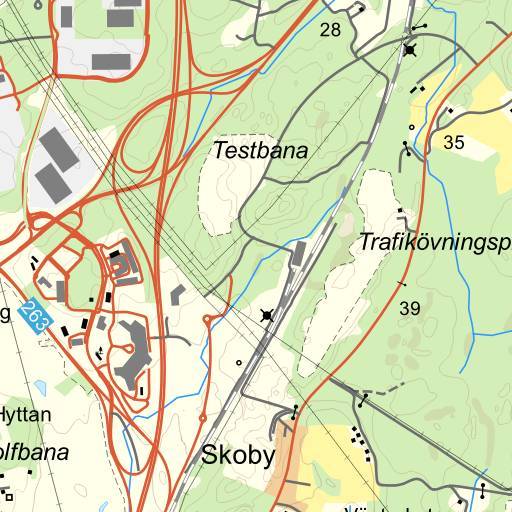 28
35
Testbana
Trafikövningsp
39
263
Hyttan
olfbana
Skoby